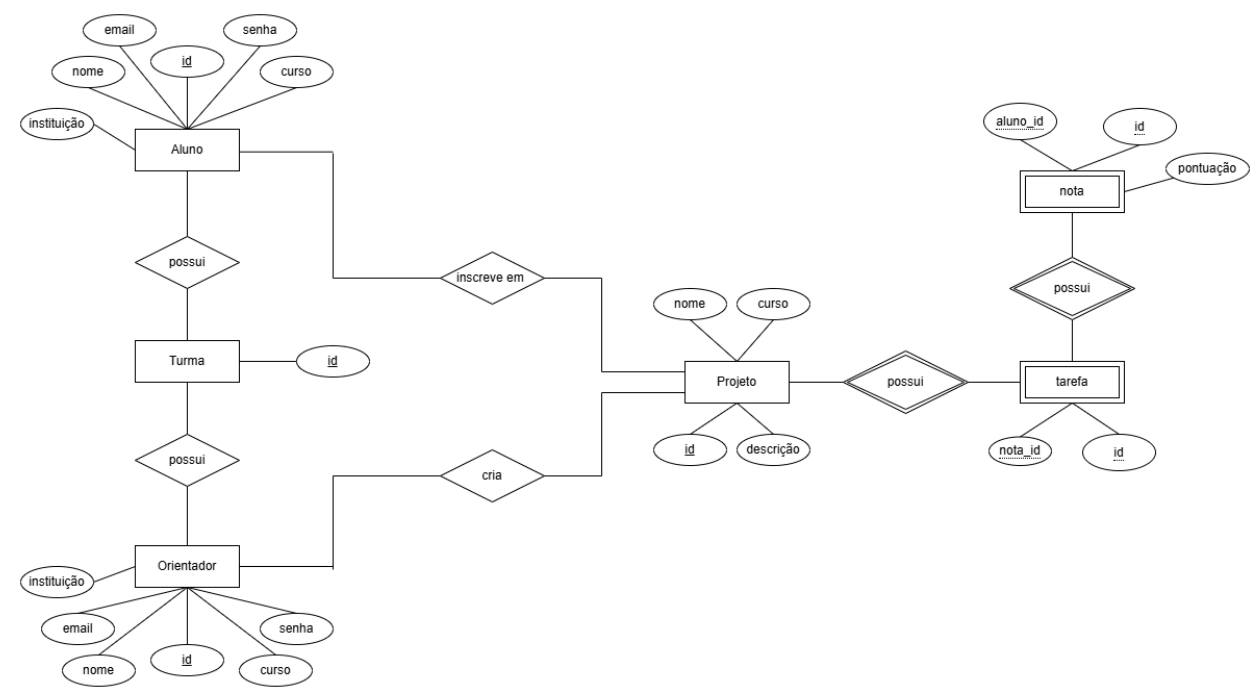 email
senha
nome
id
curso
instituição
Aluno
possui
Turma
id
possui
Orientador
instituição
email
senha
nome
id
curso
inscreve em
cria
nome
curso
Projeto
id
descrição
possui
aluno_id
id
pontuação
nota
possui
tarefa
nota_id
id